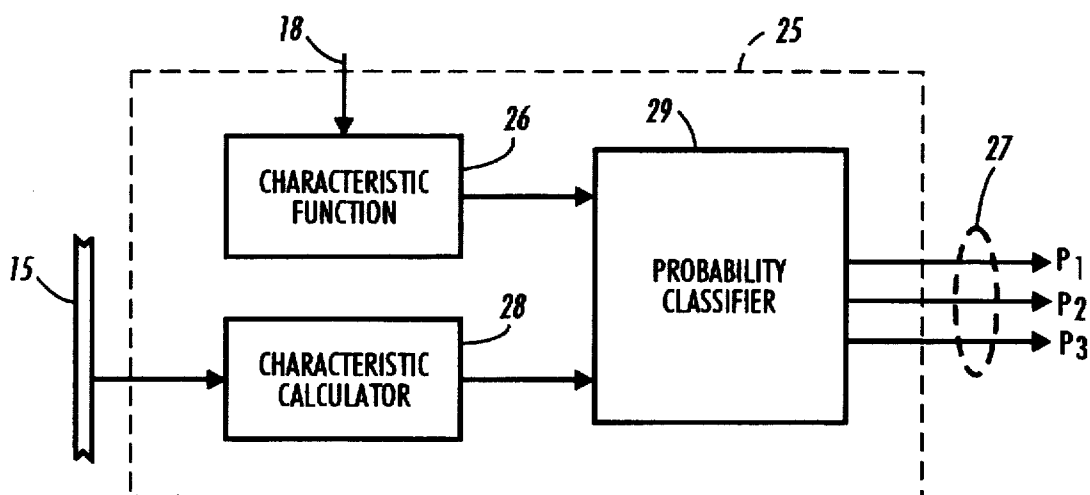 18
25
26
CHARACTERISTIC
FUNCTION
29
27
15
PROBABILITY
CLASSIFIER
P1
P2
P3
28
CHARACTERISTIC
CALCULATOR